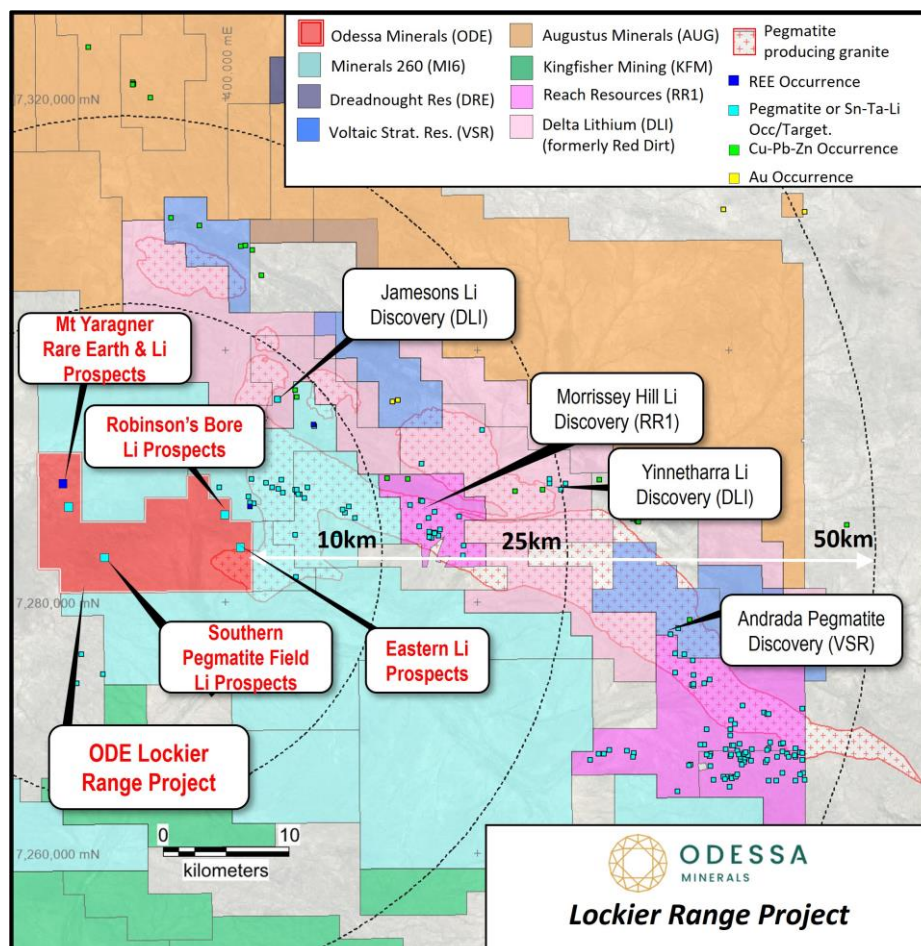 Odessa Minerals (ODE)
Minerals 260 (MI6)
Dreadnought Res (DRE)
Voltaic Strat. Res. (VSR)
Augustus Minerals (AUG)
Kingfisher Mining (KFM)
Reach Resources (RR1)
Delta Lithium (DLI)
(formerly Red Dirt)
Pegmatite
producing granite
REE Occurrence
Pegmatite or Sn-Ta-Li
Occ/Target.
Cu-Pb-Zn Occurrence
Au Occurrence
400,000 mE
7,320,000 mN
Jamesons Li
Discovery (DLI)
Mt Yaragner
Rare Earth & Li
Prospects
Robinson's Bore
Li Prospects
Morrissey Hill Li
Discovery (RR1)
Yinnetharra Li
Discovery (DLI)
10km
25km
50km
7,280,000 mN
Southern
Pegmatite Field
Li Prospects
Eastern Li
Prospects
Andrada Pegmatite
Discovery (VSR)
ODE Lockier
Range Project
0
10
kilometers
7,260,000 mN
ODESSA
MINERALS
Lockier Range Project